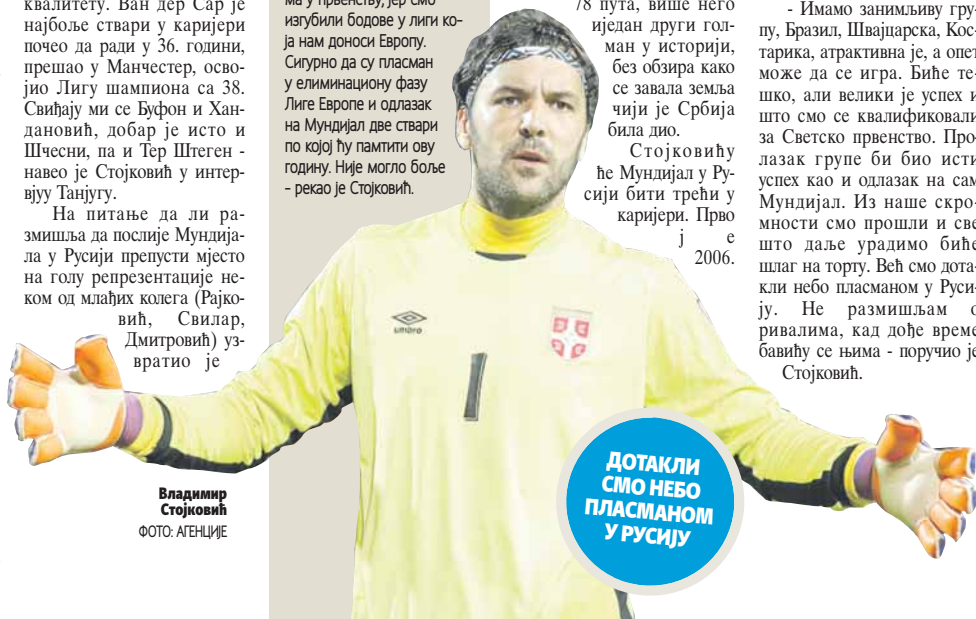 квалитету. Ван дер Сар је
најбоље ствари у каријери
почео да ради у 36. години,
прешао у Манчестер, осво-
јио Лигу шампиона са 38.
Свиђају ми се Буфон и Хан-
дановић, добар је исто и
Шчесни, па и Тер Штеген -
навео је Стојковић у интер-
вјуу Танјугу.
На питање да ли ра-
змишља да послије Мундија-
ла у Русији препусти мјесто
на голу репрезентације не-
ком од млађих колега (Рајко-
вић, Свилар,
Дмитровић) уз-
вратио је
ма у првенству, јер смо
изгубили бодове у лиги ко-
ја нам доноси Европу.
Сигурно да су пласман
у елиминациону фазу
Лиге Европе и одлазак
на Мундијал две ствари
по којој ћу памтити ову
годину. Није могло боље
- рекао је Стојковић.
78 пута, више него
иједан други гол-
ман у историји,
без обзира како
се завала земља
чији је Србија
била дио.
Стојковићу
ће Мундијал у Ру-
сији бити трећи у
каријери. Прво
ј е
2006.
- Имамо занимљиву гру-
пу, Бразил, Швајцарска, Кос-
тарика, атрактивна је, а опет
може да се игра. Биће те-
шко, али велики је успех и
што смо се квалификовали
за Светско првенство. Про-
лазак групе би био исти
успех као и одлазак на сам
Мундијал. Из наше скро-
мности смо прошли и све
што даље урадимо биће
шлаг на торту. Већ смо дота-
кли небо пласманом у Руси-
ју. Не размишљам о
ривалима, кад дође време
бавићу се њима - поручио је
Стојковић.
umbro
1
Владимир
Стојковић
ФОТО: АГЕНЦИЈЕ
ДОТАКЛИ
СМО НЕБО
ПЛАСМАНОМ
У РУСИЈУ